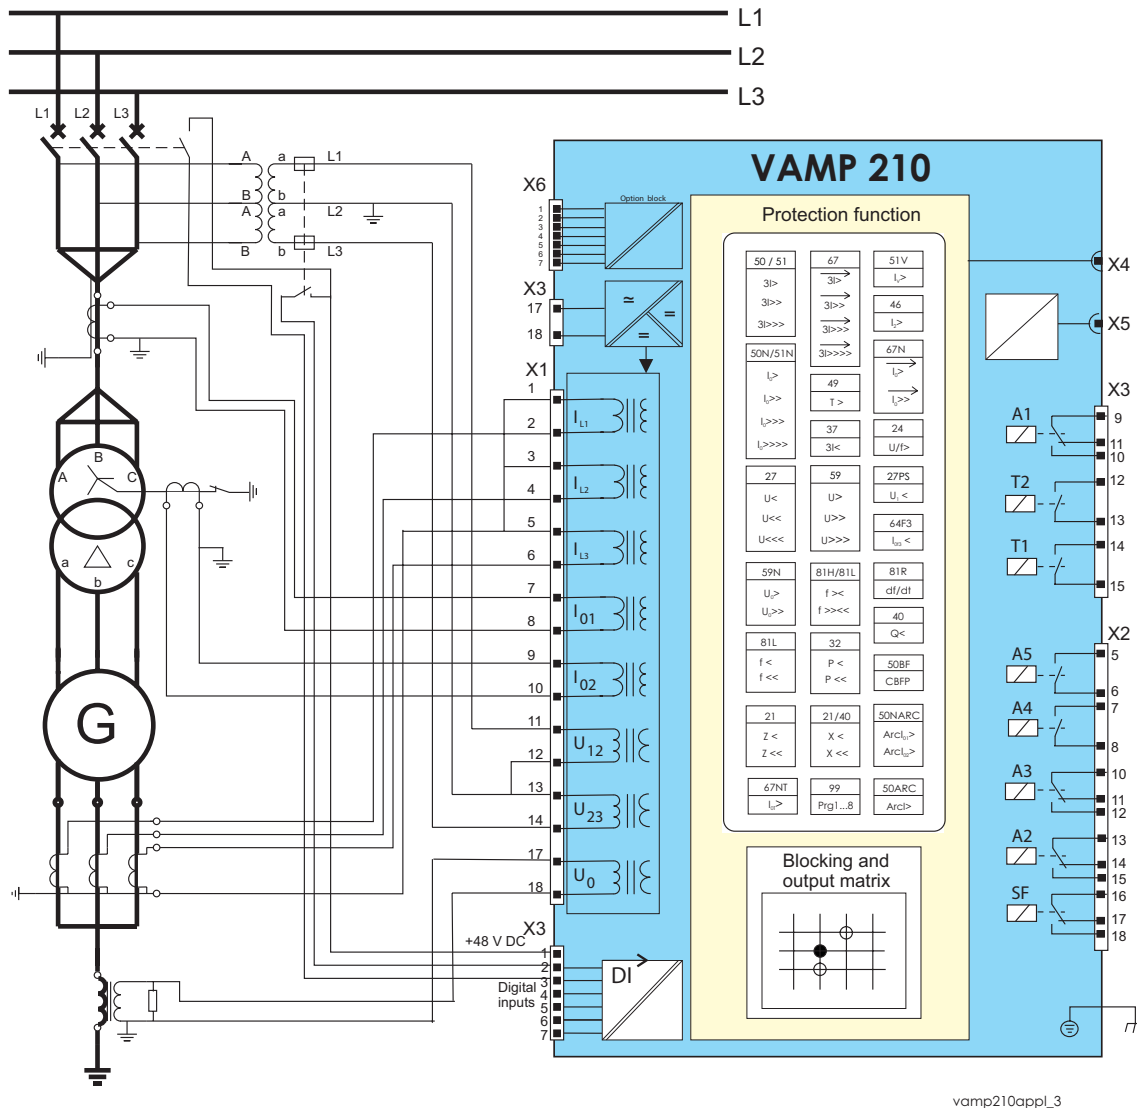 L1
L2
L3
L1 L2 L3
A a L1
B b
A a L2
B b L3
VAMP 210
X6
1
2
3
4
5
6
7
Option block
X3
17
18
≃
=
=
X1
1
2
3
4
5
6
7
8
9
10
11
12
13
14
17
18
IL1
IL2
IL3
I01
I02
U12
U23
U0
X3
+48 V DC
Digital
inputs
1
2
3
4
5
6
7
DI
Protection function
50 / 51
3I>
3I>>
3I>>>
67
3I>
3I>>
3I>>>
3I>>>>
51V
Iv>
46
I2>
50N/51N
I0>
I0>>
I0>>>
I0>>>>
49
T >
67N
I0>
I0>>
37
3I<
24
U/f>
27
U<
U<<
U<<<
59
U>
U>>
U>>>
27PS
U1 <
64F3
<
59N
U0>
U0>>
81H/81L
f ><
f >><<
81R
df/dt
40
Q<
81L
f <
f <<
32
P <
P <<
50BF
CBFP
21
Z <
Z <<
21/40
X <
X <<
50NARC
ArcI01>
ArcI02>
67NT
I0T>
99
Prg1...8
50ARC
ArcI>
Blocking and
output matrix
X4
X5
X3
A1
9
11
10
T2
12
13
T1
14
15
X2
A5
5
6
A4
7
8
A3
10
11
12
A2
13
14
15
SF
16
17
18
B
A C
a c
b
G
vamp210appl_3